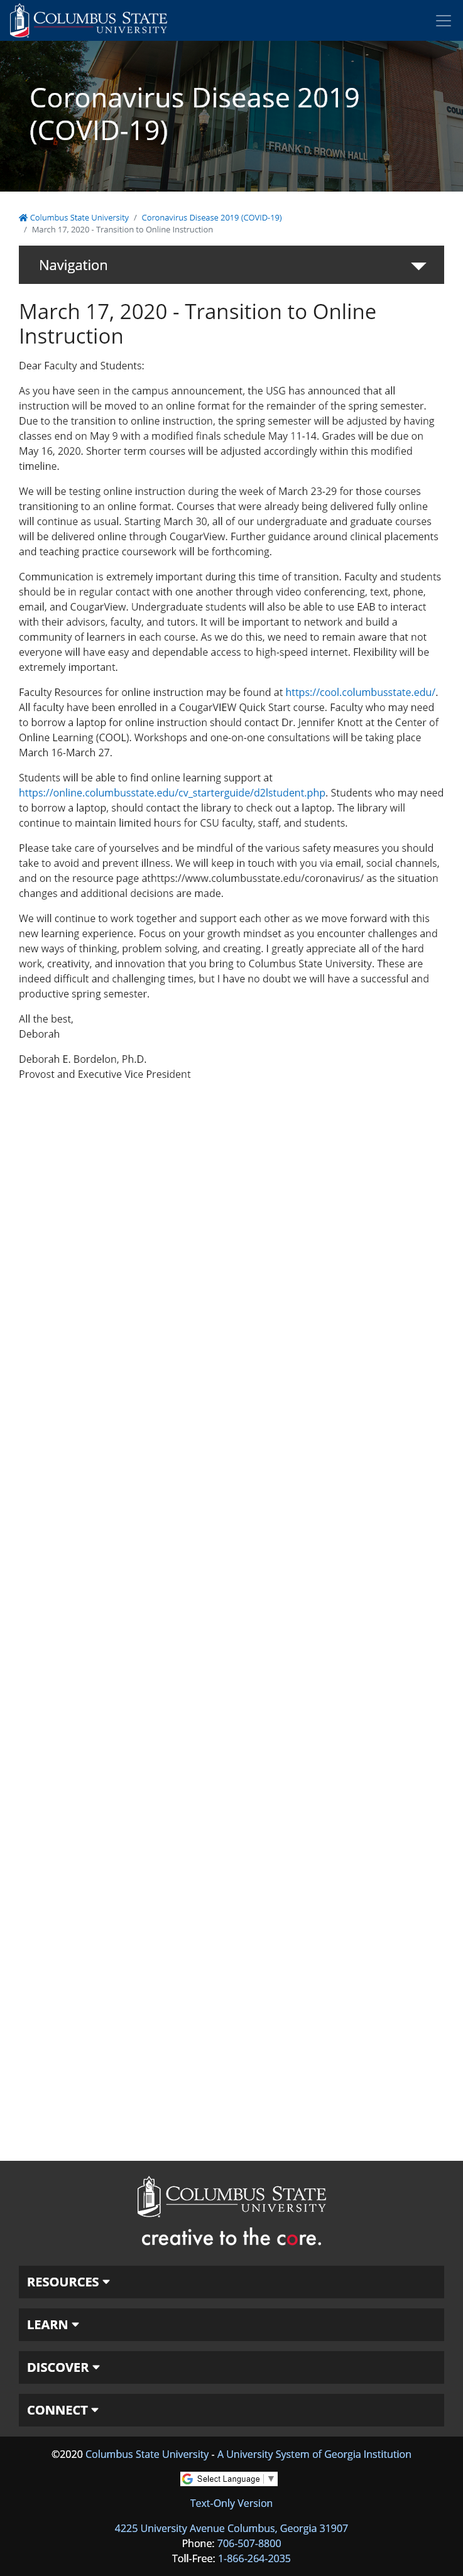 COLUMBUS STATE
UNIVERSITY
Coronavirus Disease 2019
(COVID-19)
FRANK D. BROWN HALL
Columbus State University / Coronavirus Disease 2019 (COVID-19)
/ March 17, 2020 - Transition to Online Instruction
Navigation
March 17, 2020 - Transition to Online
Instruction
Dear Faculty and Students:
As you have seen in the campus announcement, the USG has announced that all
instruction will be moved to an online format for the remainder of the spring semester.
Due to the transition to online instruction, the spring semester will be adjusted by having
classes end on May 9 with a modified finals schedule May 11-14. Grades will be due on
May 16, 2020. Shorter term courses will be adjusted accordingly within this modified
timeline.
We will be testing online instruction during the week of March 23-29 for those courses
transitioning to an online format. Courses that were already being delivered fully online
will continue as usual. Starting March 30, all of our undergraduate and graduate courses
will be delivered online through CougarView. Further guidance around clinical placements
and teaching practice coursework will be forthcoming.
Communication is extremely important during this time of transition. Faculty and students
should be in regular contact with one another through video conferencing, text, phone,
email, and CougarView. Undergraduate students will also be able to use EAB to interact
with their advisors, faculty, and tutors. It will be important to network and build a
community of learners in each course. As we do this, we need to remain aware that not
everyone will have easy and dependable access to high-speed internet. Flexibility will be
extremely important.
Faculty Resources for online instruction may be found at https://cool.columbusstate.edu/.
All faculty have been enrolled in a CougarVIEW Quick Start course. Faculty who may need
to borrow a laptop for online instruction should contact Dr. Jennifer Knott at the Center of
Online Learning (COOL). Workshops and one-on-one consultations will be taking place
March 16-March 27.
Students will be able to find online learning support at
https://online.columbusstate.edu/cv_starterguide/d2lstudent.php. Students who may need
to borrow a laptop, should contact the library to check out a laptop. The library will
continue to maintain limited hours for CSU faculty, staff, and students.
Please take care of yourselves and be mindful of the various safety measures you should
take to avoid and prevent illness. We will keep in touch with you via email, social channels,
and on the resource page athttps://www.columbusstate.edu/coronavirus/ as the situation
changes and additional decisions are made.
We will continue to work together and support each other as we move forward with this
new learning experience. Focus on your growth mindset as you encounter challenges and
new ways of thinking, problem solving, and creating. I greatly appreciate all of the hard
work, creativity, and innovation that you bring to Columbus State University. These are
indeed difficult and challenging times, but I have no doubt we will have a successful and
productive spring semester.
All the best,
Deborah
Deborah E. Bordelon, Ph.D.
Provost and Executive Vice President
COLUMBUS STATE
UNIVERSITY
creative to the core.
RESOURCES
LEARN
DISCOVER
CONNECT
©2020 Columbus State University - A University System of Georgia Institution
Select Language ▼
Text-Only Version
4225 University Avenue Columbus, Georgia 31907
Phone: 706-507-8800
Toll-Free: 1-866-264-2035